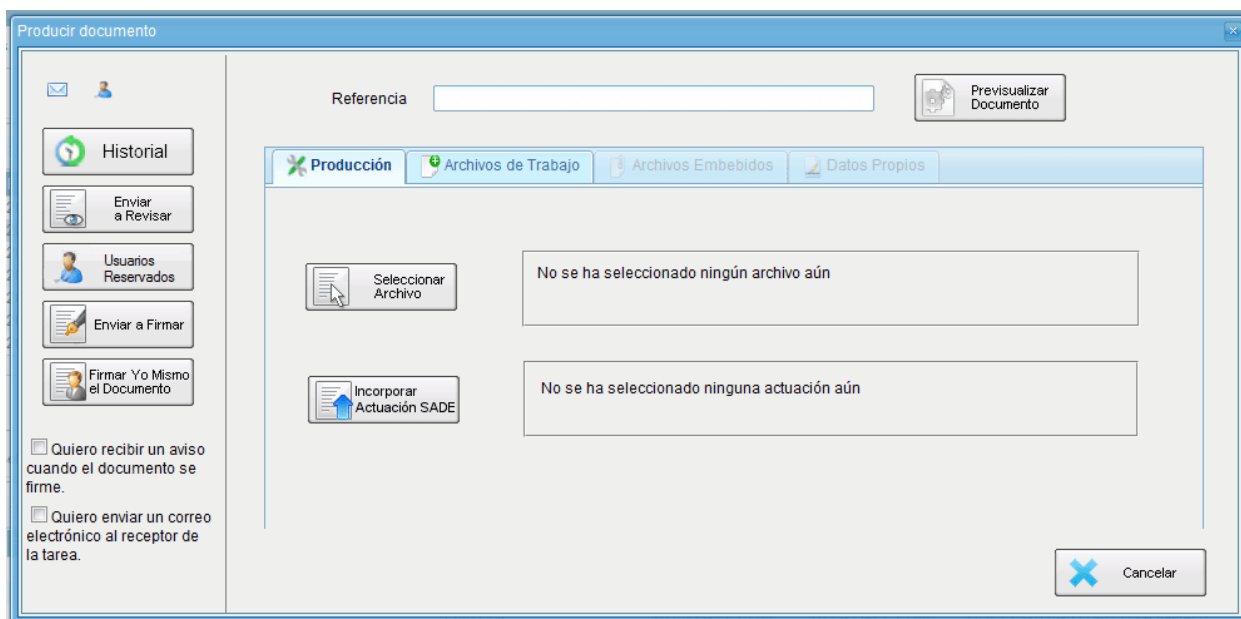 Producir documento
Referencia
Previsualizar
Documento
Historial
Enviar
a Revisar
Usuarios
Reservados
Enviar a Firmar
Firmar Yo Mismo
el Documento
Quiero recibir un aviso
cuando el documento se
firme.
Quiero enviar un correo
electrónico al receptor de
la tarea.
Producción
Archivos de Trabajo
Archivos Embebidos
Datos Propios
Seleccionar
Archivo
No se ha seleccionado ningún archivo aún
Incorporar
Actuación SADE
No se ha seleccionado ninguna actuación aún
Cancelar